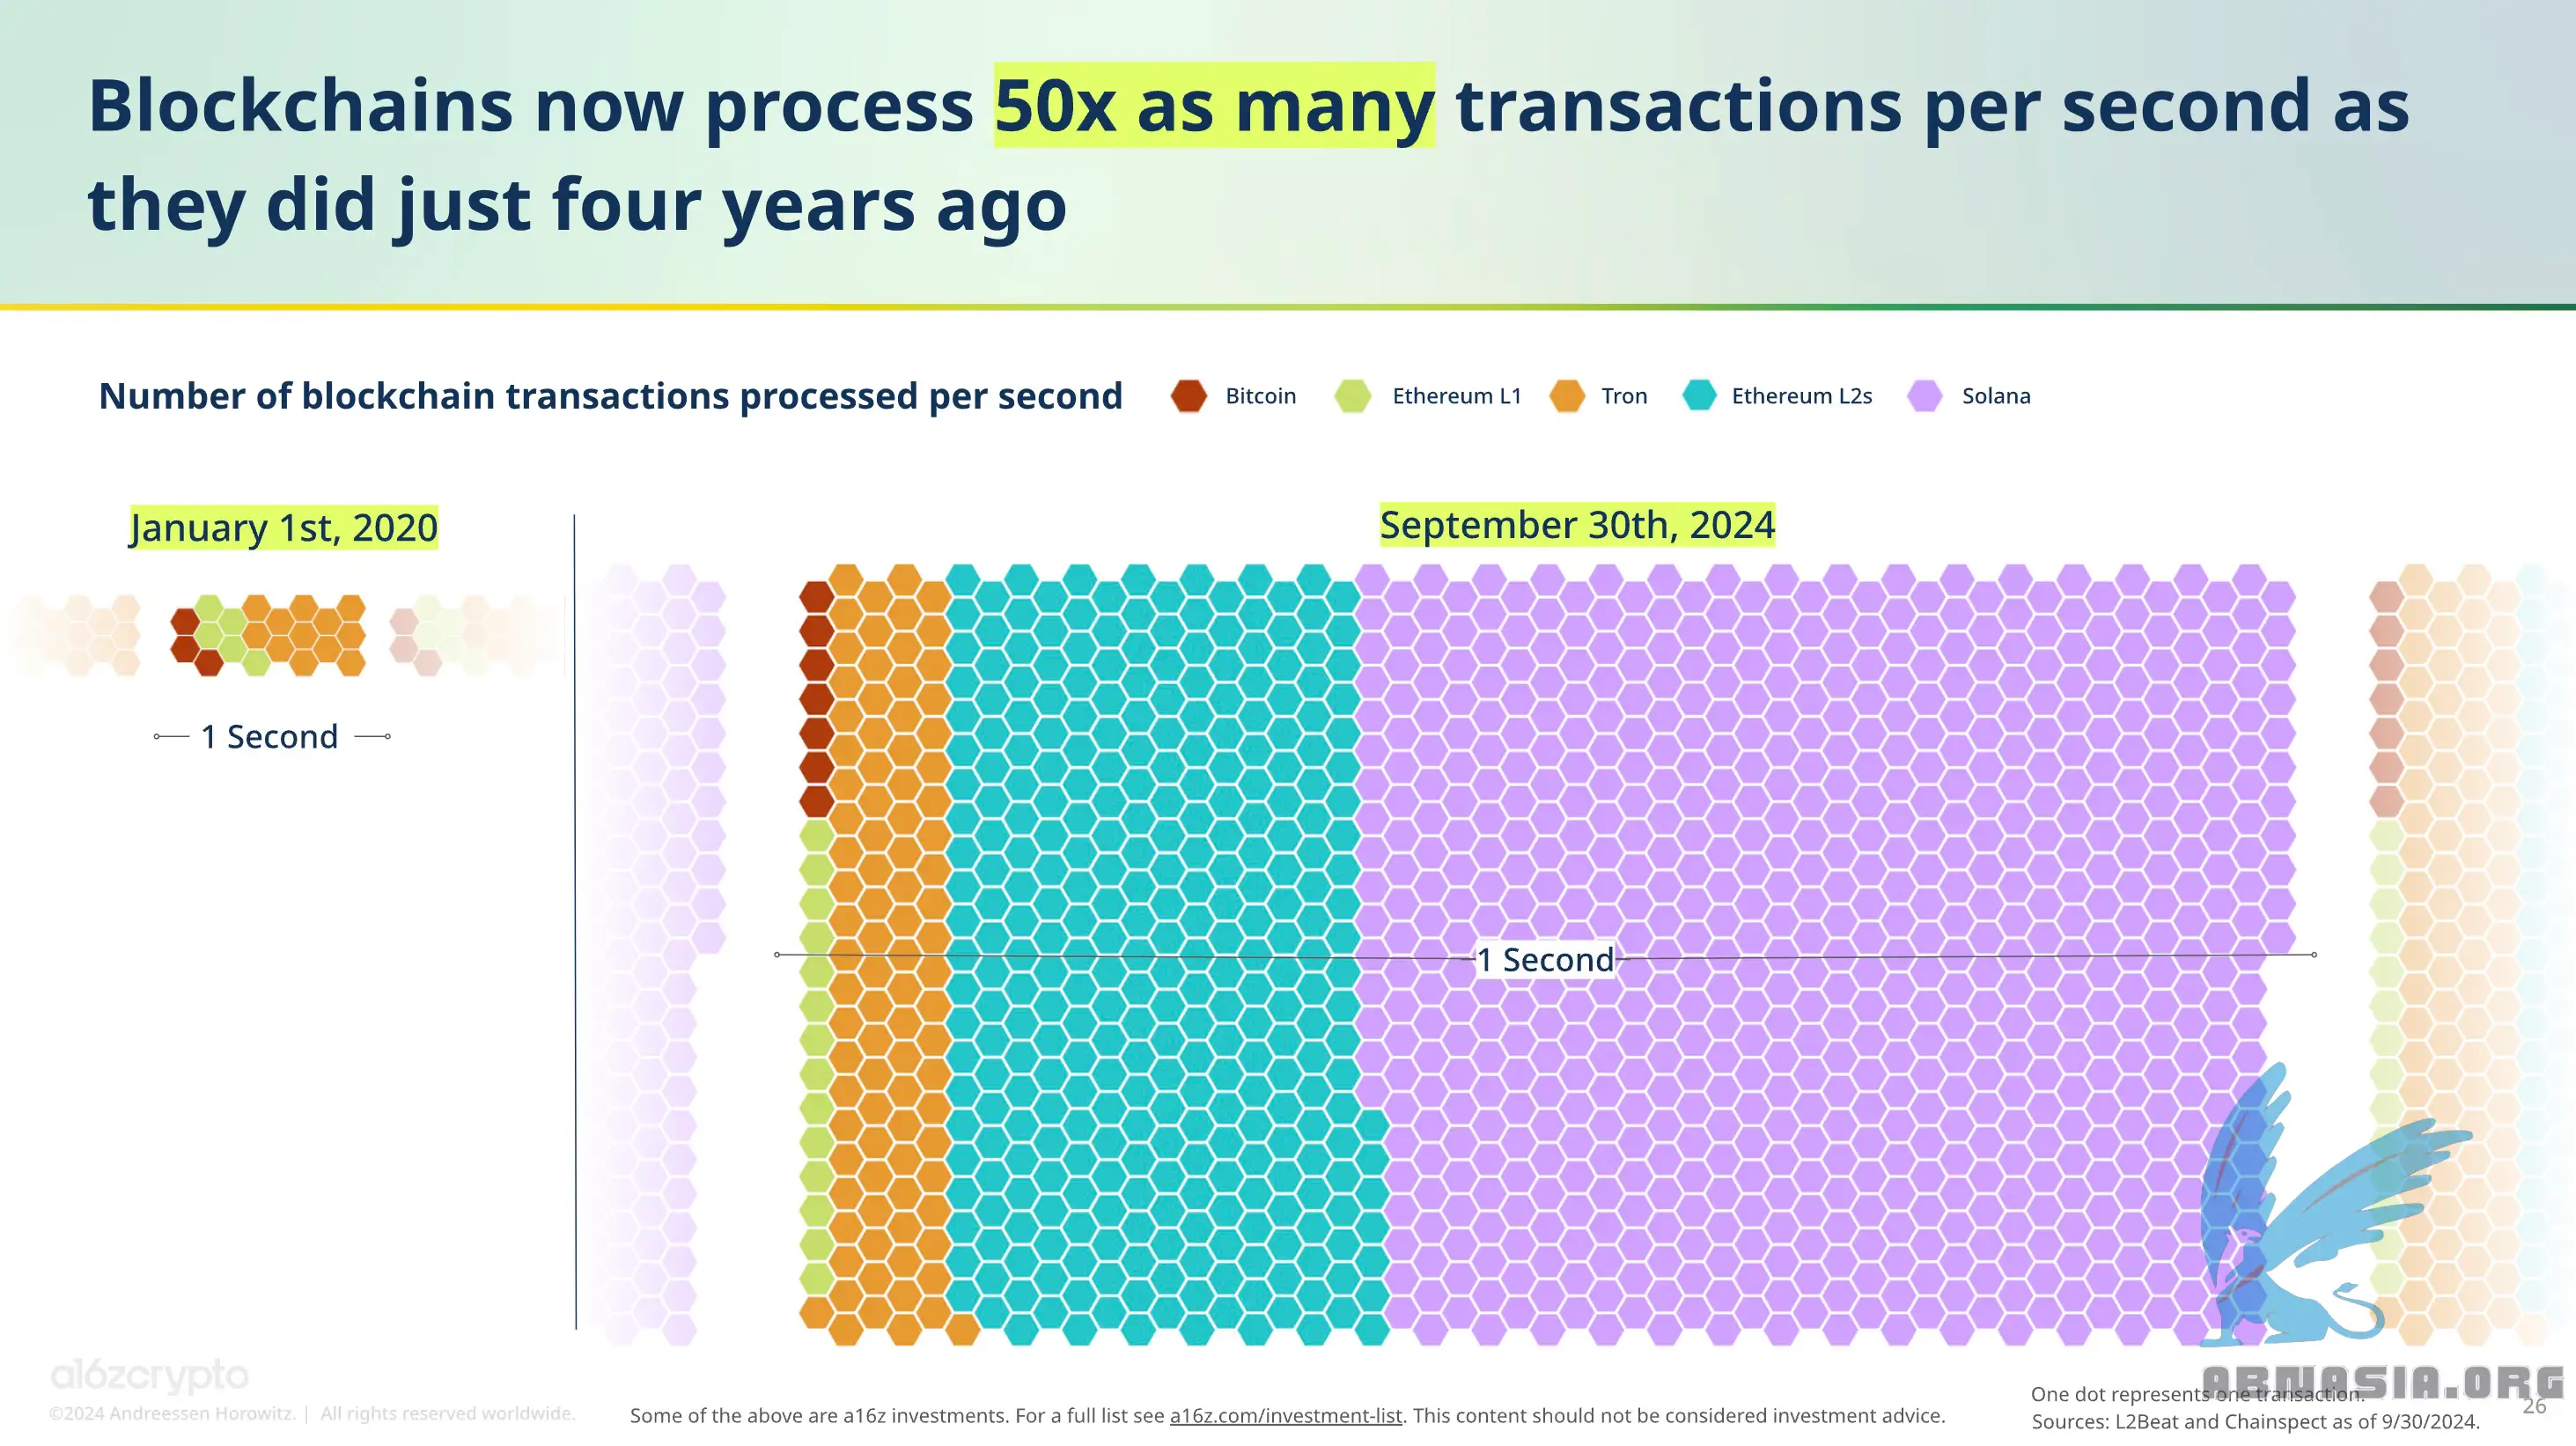 Blockchains now process 50x as many transactions per second as
they did just four years ago
Number of blockchain transactions processed per second
Bitcoin
Ethereum L1
Tron
Ethereum L2s
Solana
January 1st, 2020
September 30th, 2024
1 Second
1 Second
a16zcrypto
©2024 Andreessen Horowitz. | All rights reserved worldwide.
Some of the above are a16z investments. For a full list see a16z.com/investment-list. This content should not be considered investment advice.
ABNASIA.ORG
One dot represents one transaction.
Sources: L2Beat and Chainspect as of 9/30/2024.
26